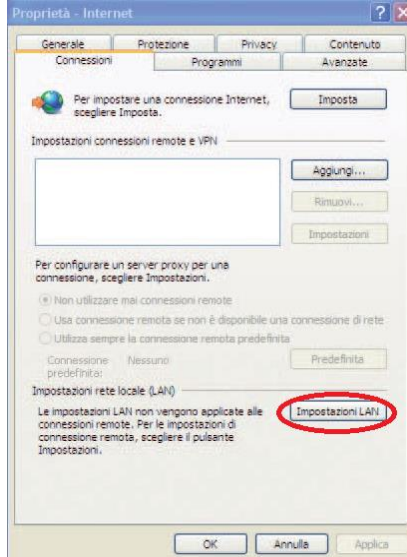 Proprietà - Internet
Generale Protezione Privacy Contenuto
Connessioni Programmi Avanzate
Per impostare una connessione Internet,
scegliere Imposta.
Imposta
Impostazioni connessioni remote e VPN
Aggiungi...
Rimuovi...
Impostazioni
Per configurare un server proxy per una
connessione, scegliere Impostazioni.
Non utilizzare mai connessioni remote
Usa connessione remota se non è disponibile una connessione di rete
Utilizza sempre la connessione remota predefinita
Connessione Nessuno
predefinita:
Predefinita
Impostazioni rete locale (LAN)
Le impostazioni LAN non vengono applicate alle
connessioni remote. Per le impostazioni di
connessione remota, scegliere il pulsante
Impostazioni.
Impostazioni LAN
OK Annulla Applica